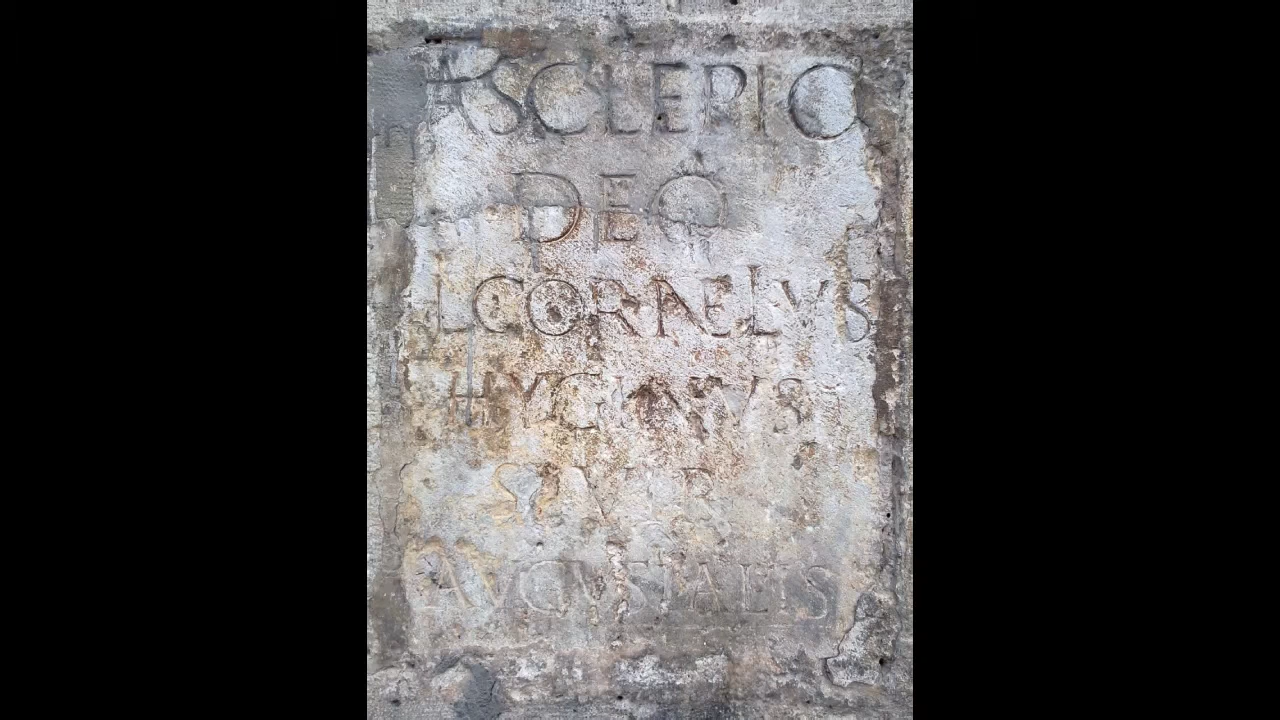 ASCLEPIO
DEO
L CORNELIVS
HYGINVS
SEVIR
AVGVSTALIS